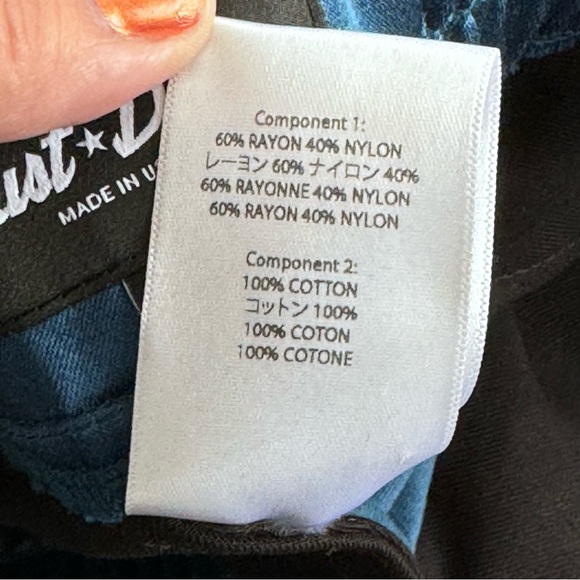 ust★D
MADE IN U
Component 1:
60% RAYON 40% NYLON
レーヨン 60% ナイロン 40%
60% RAYONNE 40% NYLON
60% RAYON 40% NYLON
Component 2:
100% COTTON
コットン 100%
100% COTON
100% COTONE